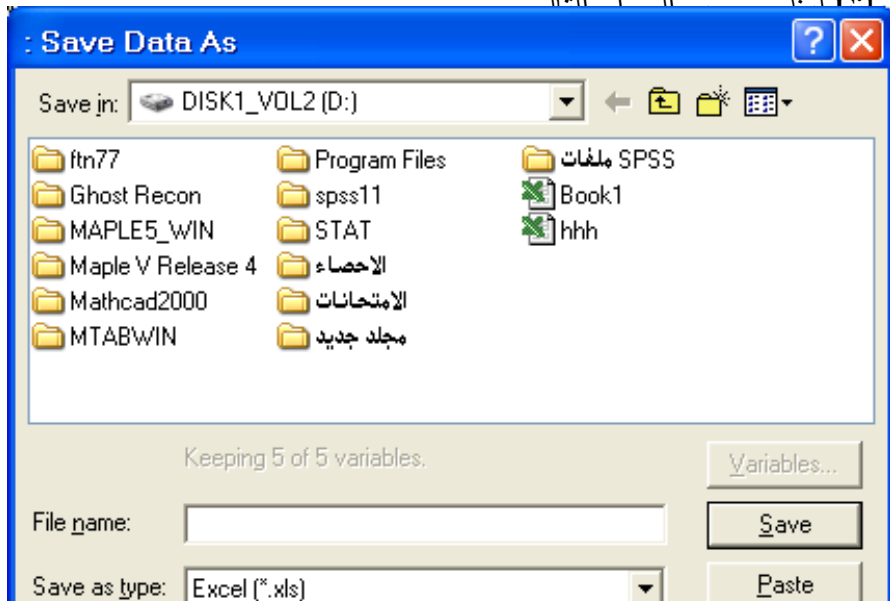 : Save Data As
Save in: DISK1_VOL2 (D:)
ftn77 Program Files ملفات SPSS
Ghost Recon spss11 Book1
MAPLE5_WIN STAT hhh
Maple V Release 4 الاحصاء
Mathcad2000 الامتحانات
MTABWIN مجلد جديد
Keeping 5 of 5 variables. Variables...
File name: Save
Save as type: Excel (*.xls) Paste